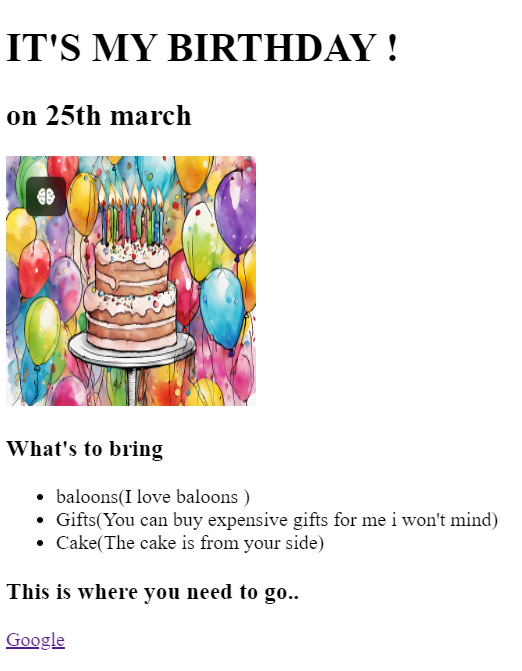 IT'S MY BIRTHDAY !
on 25th march
What's to bring
baloons(I love baloons )
Gifts(You can buy expensive gifts for me i won't mind)
Cake(The cake is from your side)
This is where you need to go..
Google